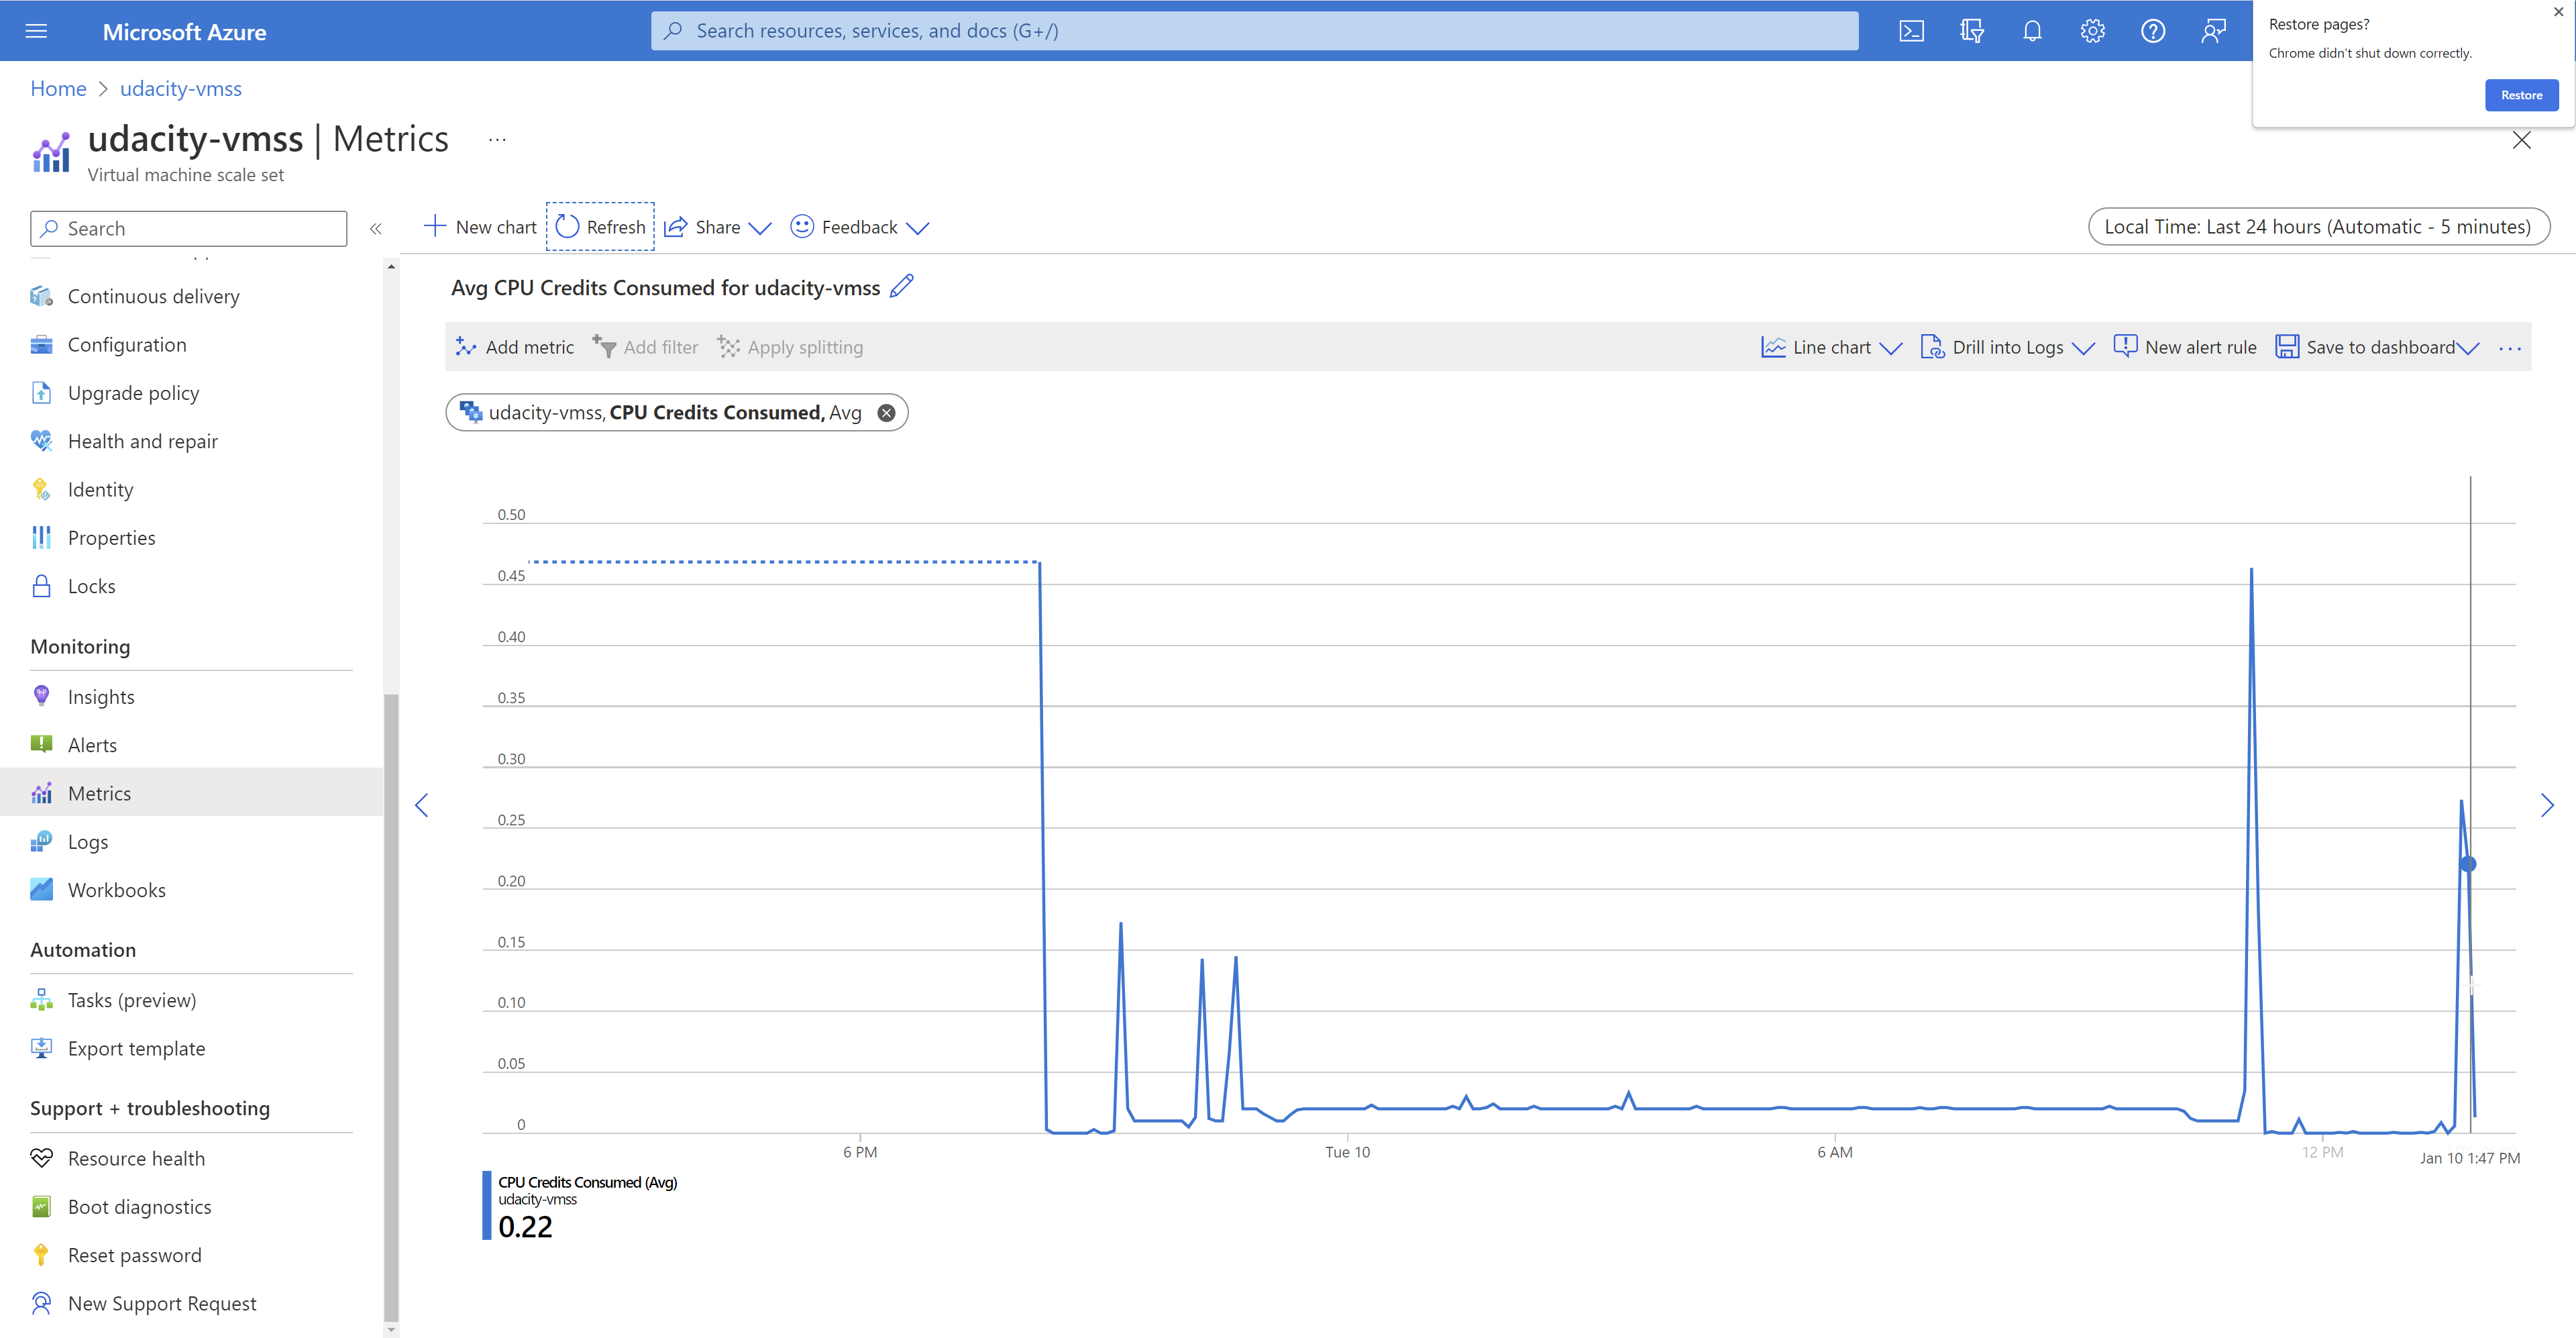 Microsoft Azure
Search resources, services, and docs (G+/)
Restore pages?
Chrome didn't shut down correctly.
Restore
Home > udacity-vmss
udacity-vmss | Metrics ...
Virtual machine scale set
Search
«
New chart
Refresh
Share
Feedback
Local Time: Last 24 hours (Automatic - 5 minutes)
Continuous delivery
Configuration
Upgrade policy
Health and repair
Identity
Properties
Locks
Monitoring
Insights
Alerts
Metrics
Logs
Workbooks
Automation
Tasks (preview)
Export template
Support + troubleshooting
Resource health
Boot diagnostics
Reset password
New Support Request
Avg CPU Credits Consumed for udacity-vmss
Add metric
Add filter
Apply splitting
Line chart
Drill into Logs
New alert rule
Save to dashboard
...
udacity-vmss, CPU Credits Consumed, Avg
0.50
0.45
0.40
0.35
0.30
0.25
0.20
0.15
0.10
0.05
0
6 PM
Tue 10
6 AM
12 PM
Jan 10 1:47 PM
CPU Credits Consumed (Avg)
udacity-vmss
0.22